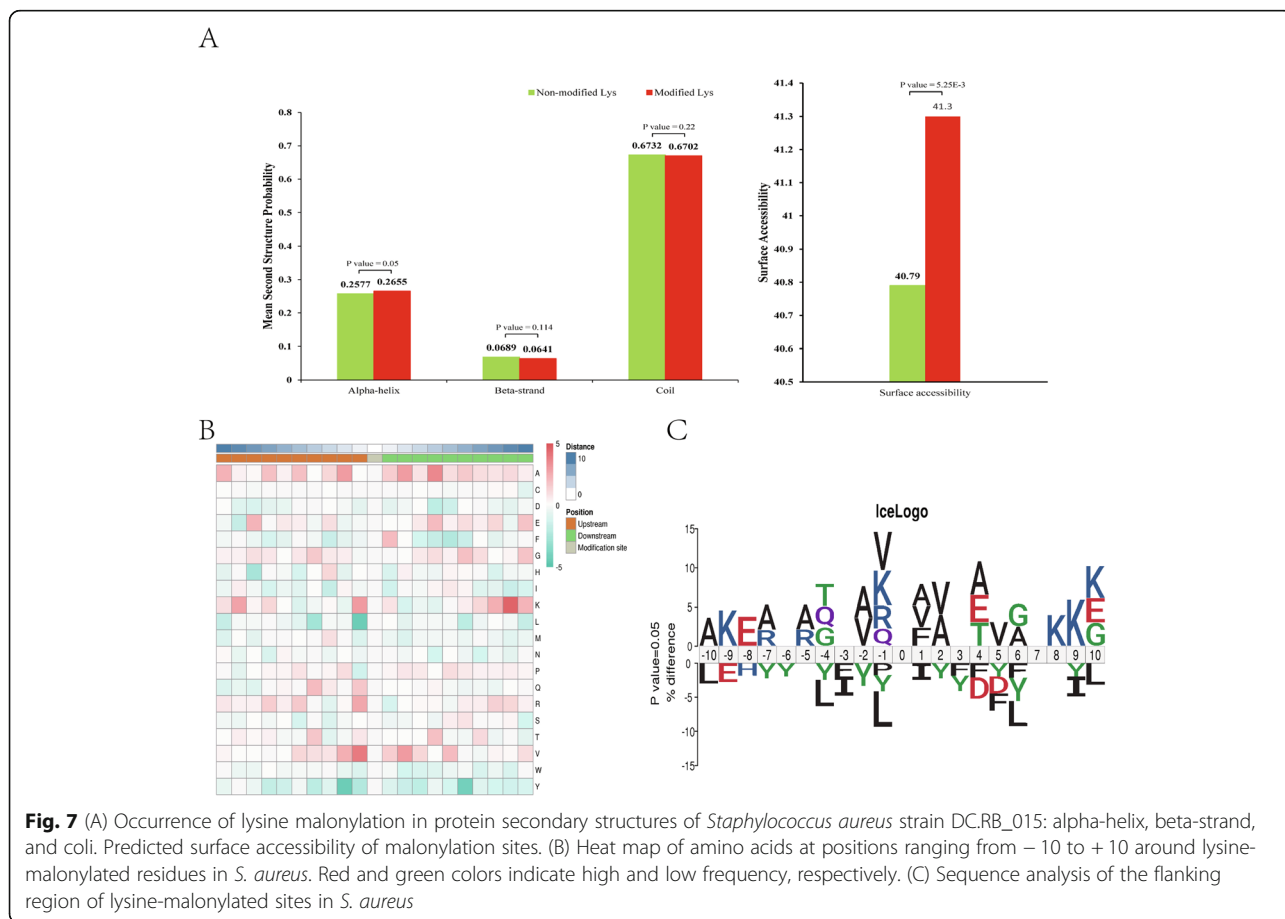 A
Non-modified Lys Modified Lys
Mean Second Structure Probability
0.8
0.7
0.6
0.5
0.4
0.3
0.2
0.1
0
P value = 0.05
0.2577 0.2655
P value = 0.114
0.0689 0.0641
P value = 0.22
0.6732 0.6702
Alpha-helix Beta-strand Coil
Surface Accessibility
41.4
41.3
41.2
41.1
41
40.9
40.8
40.7
40.6
40.5
P value = 5.25E-3
41.3
40.79
Surface accessibility
B
A
C
D
E
F
G
H
I
K
L
M
N
P
Q
R
S
T
V
W
Y
5
0
-5
Distance
10
0
Position
Upstream
Downstream
Modification site
C
IceLogo
P value=0.05
% difference
15
10
5
0
0
-5
-10
-15
V
K A
T A A V E K
A A Q A R V E G E
A K E R R G V Q F A T V A K K G
-10 -9 -8 -7 -6 -5 -4 -3 -2 -1 0 1 2 3 4 5 6 7 8 9 10
L E H Y Y Y F Y P I Y F F Y F Y L
L I Y D D Y I
L F L
Fig. 7 (A) Occurrence of lysine malonylation in protein secondary structures of Staphylococcus aureus strain DC.RB_015: alpha-helix, beta-strand,
and coli. Predicted surface accessibility of malonylation sites. (B) Heat map of amino acids at positions ranging from − 10 to + 10 around lysine-
malonylated residues in S. aureus. Red and green colors indicate high and low frequency, respectively. (C) Sequence analysis of the flanking
region of lysine-malonylated sites in S. aureus